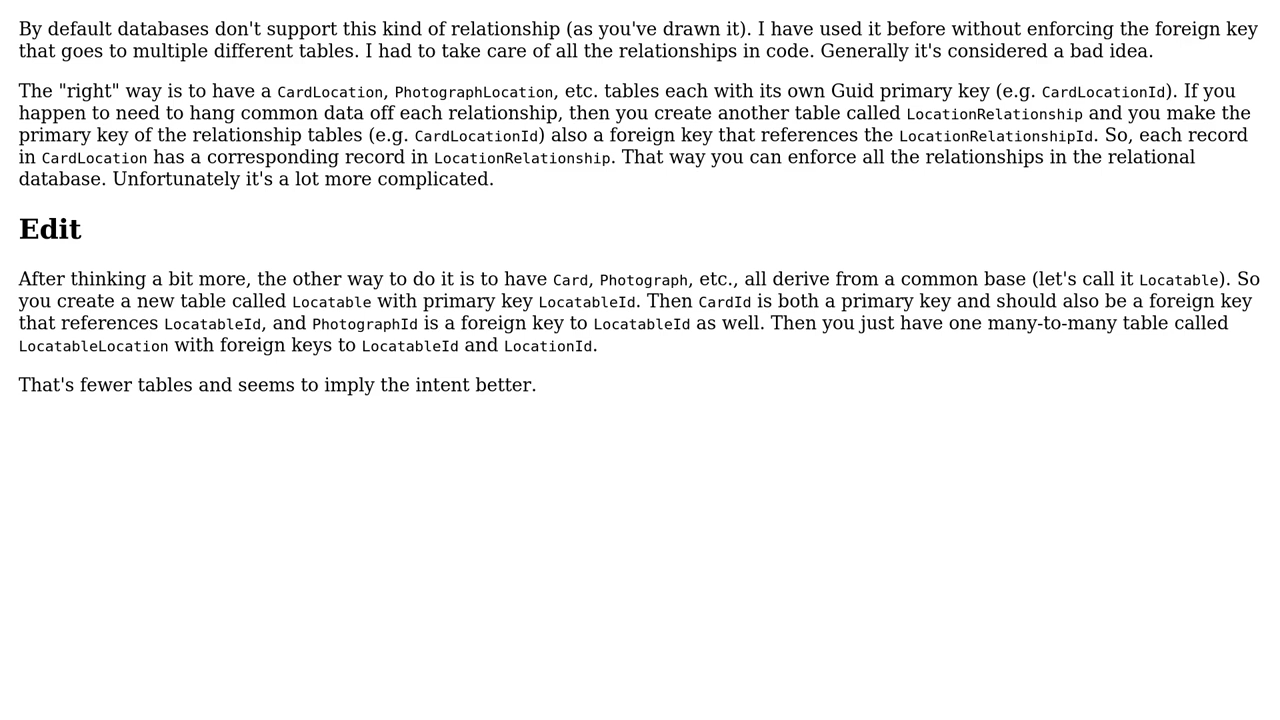 By default databases don't support this kind of relationship (as you've drawn it). I have used it before without enforcing the foreign key
that goes to multiple different tables. I had to take care of all the relationships in code. Generally it's considered a bad idea.
The "right" way is to have a CardLocation, PhotographLocation, etc. tables each with its own Guid primary key (e.g. CardLocationId). If you
happen to need to hang common data off each relationship, then you create another table called LocationRelationship and you make the
primary key of the relationship tables (e.g. CardLocationId) also a foreign key that references the LocationRelationshipId. So, each record
in CardLocation has a corresponding record in LocationRelationship. That way you can enforce all the relationships in the relational
database. Unfortunately it's a lot more complicated.
Edit
After thinking a bit more, the other way to do it is to have Card, Photograph, etc., all derive from a common base (let's call it Locatable). So
you create a new table called Locatable with primary key LocatableId. Then CardId is both a primary key and should also be a foreign key
that references LocatableId, and PhotographId is a foreign key to LocatableId as well. Then you just have one many-to-many table called
LocatableLocation with foreign keys to LocatableId and LocationId.
That's fewer tables and seems to imply the intent better.